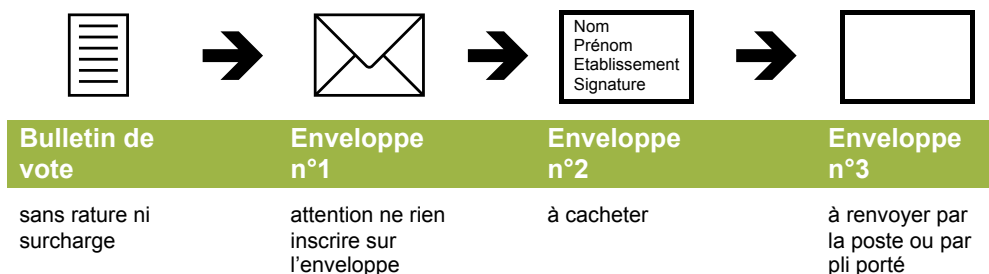 Nom
Prénom
Etablissement
Signature
Bulletin de
vote
Enveloppe
n°1
Enveloppe
n°2
Enveloppe
n°3
sans rature ni
surcharge
attention ne rien
inscrire sur
l'enveloppe
à cacheter
à renvoyer par
la poste ou par
pli porté